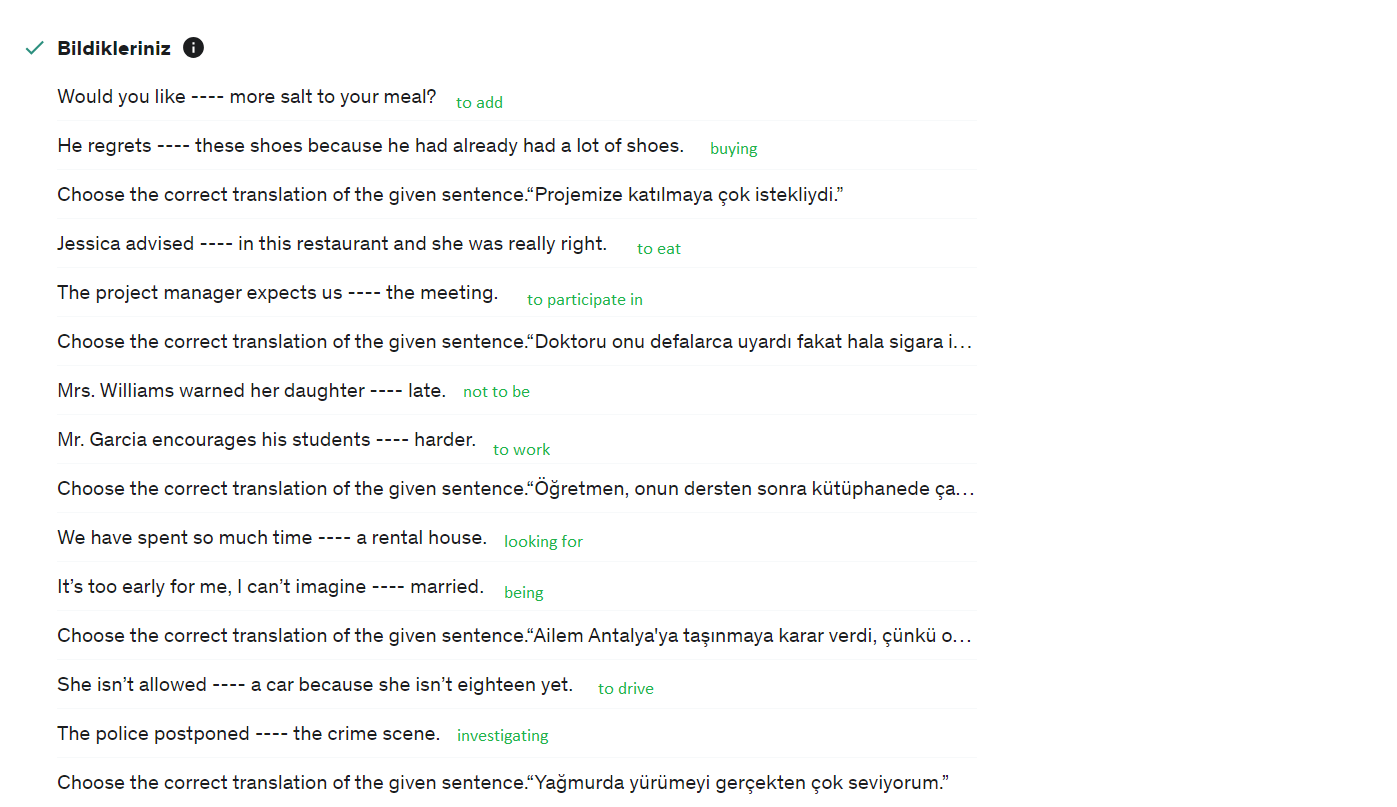 Bildikleriniz
Would you like ---- more salt to your meal? to add
He regrets ---- these shoes because he had already had a lot of shoes. buying
Choose the correct translation of the given sentence.“Projemize katılmaya çok istekliydi.”
Jessica advised ---- in this restaurant and she was really right. to eat
The project manager expects us ---- the meeting. to participate in
Choose the correct translation of the given sentence.“Doktoru onu defalarca uyardı fakat hala sigara i...
Mrs. Williams warned her daughter ---- late. not to be
Mr. Garcia encourages his students ---- harder. to work
Choose the correct translation of the given sentence.“Öğretmen, onun dersten sonra kütüphanede ça...
We have spent so much time ---- a rental house. looking for
It’s too early for me, I can’t imagine ---- married. being
Choose the correct translation of the given sentence.“Ailem Antalya'ya taşınmaya karar verdi, çünkü o...
She isn’t allowed ---- a car because she isn’t eighteen yet. to drive
The police postponed ---- the crime scene. investigating
Choose the correct translation of the given sentence.“Yağmurda yürümeyi gerçekten çok seviyorum.”